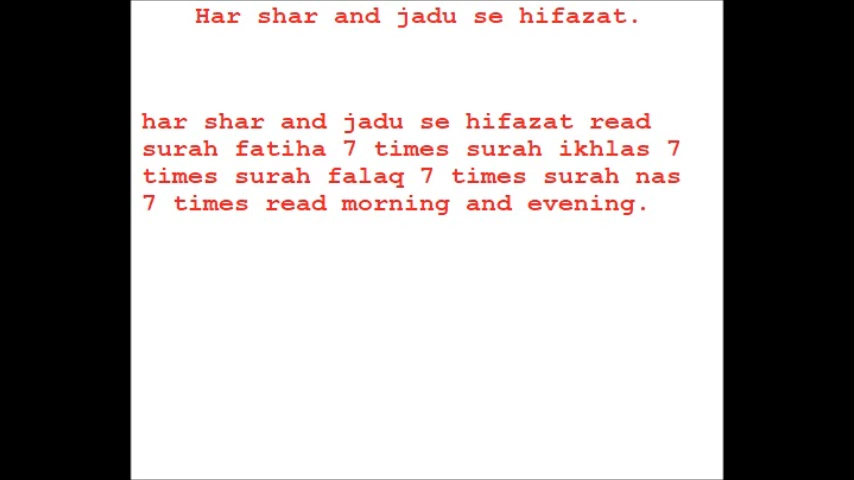 Har shar and jadu se hifazat.
har shar and jadu se hifazat read
surah fatiha 7 times surah ikhlas 7
times surah falaq 7 times surah nas
7 times read morning and evening.